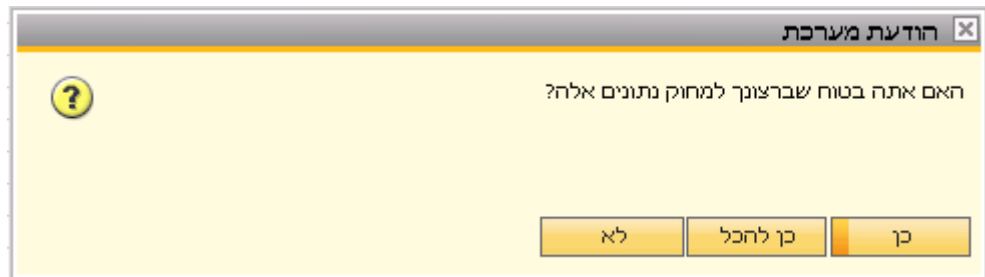 הודעת מערכת
האם אתה בטוח שברצונך למחוק נתונים אלה?
כן
כן להכל
לא